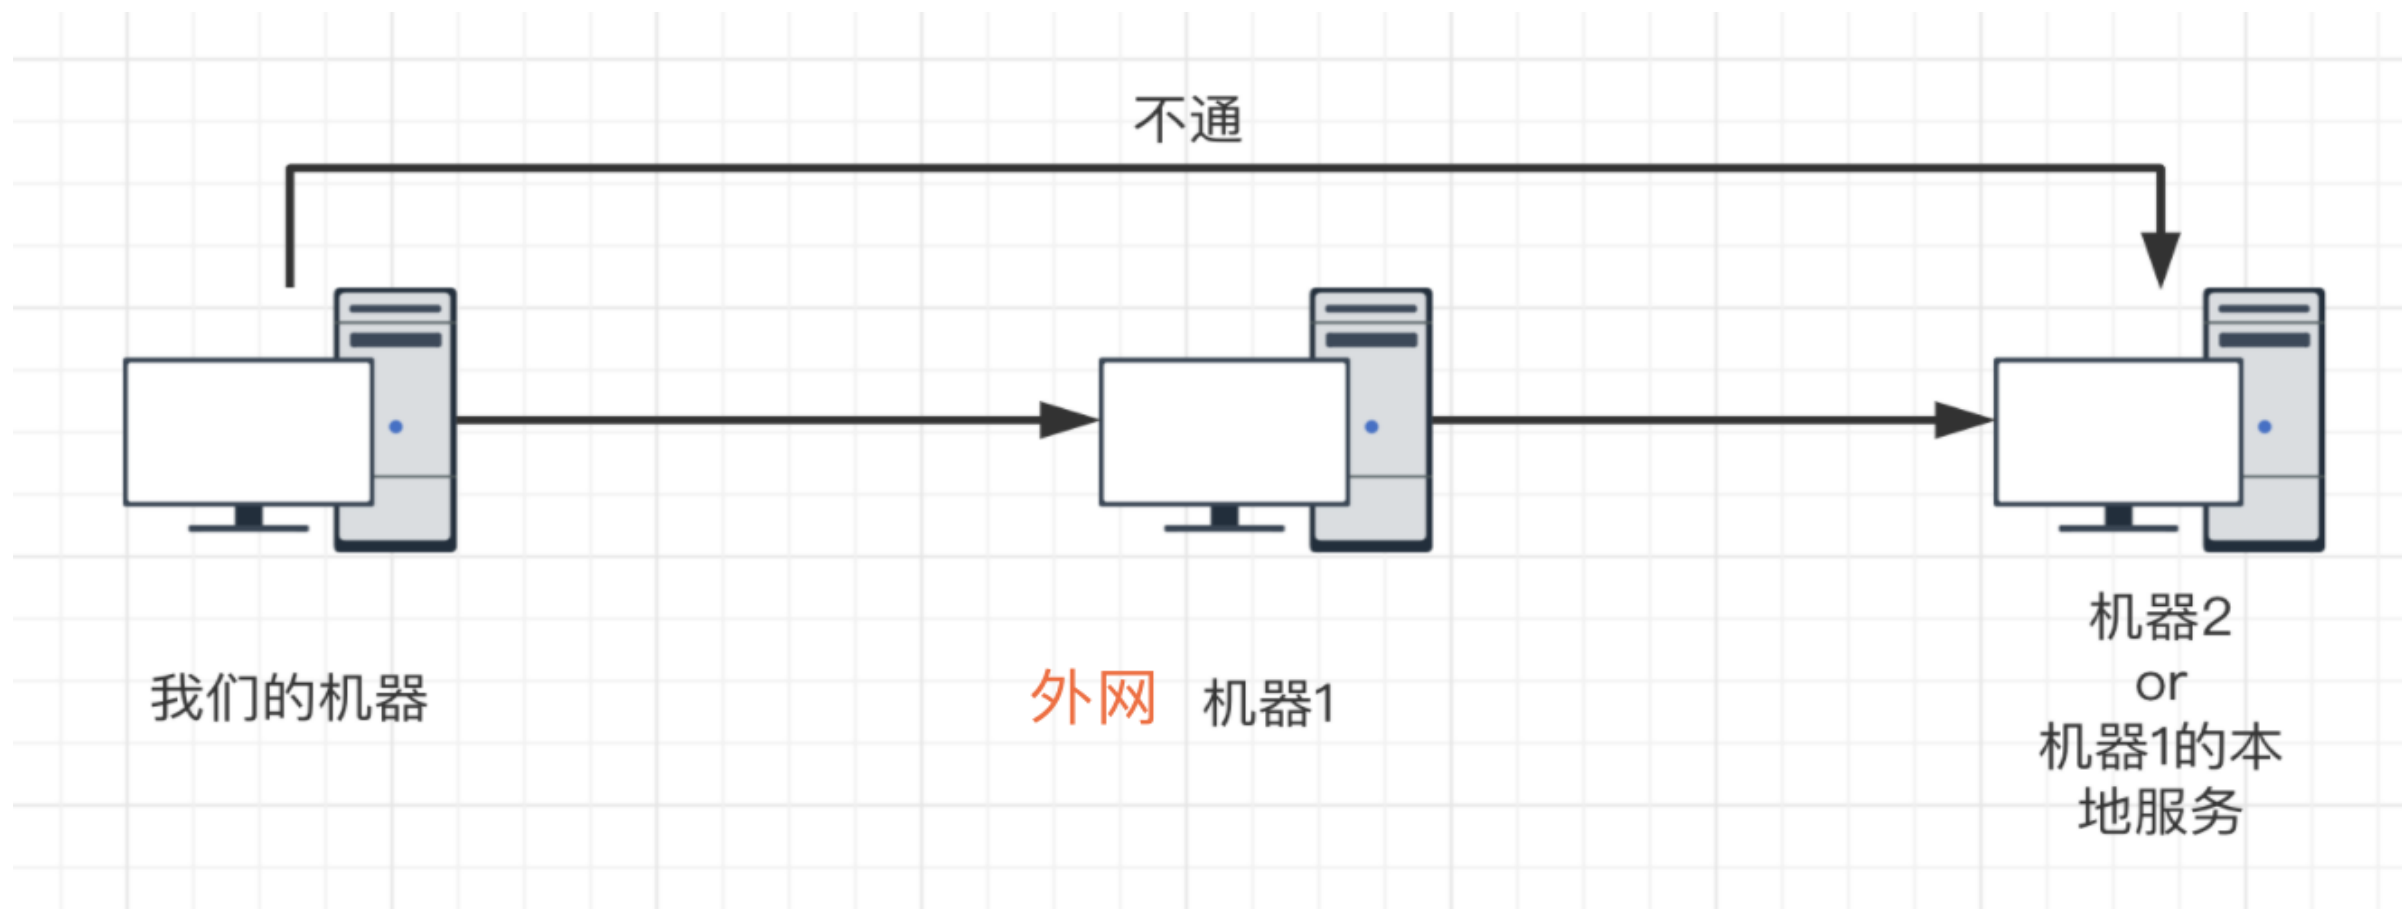 不通
我们的机器
外网 机器1
机器2
or
机器1的本
地服务